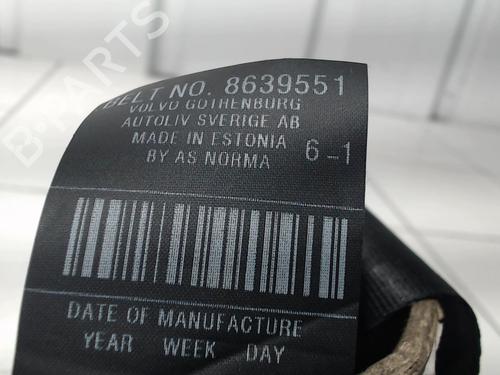 B-PARTS
BELT NO. 8639551
VOLVO GOTHENBURG
AUTOLIV SVERIGE AB
MADE IN ESTONIA
BY AS NORMA 6-1
DATE OF MANUFACTURE
YEAR WEEK DAY